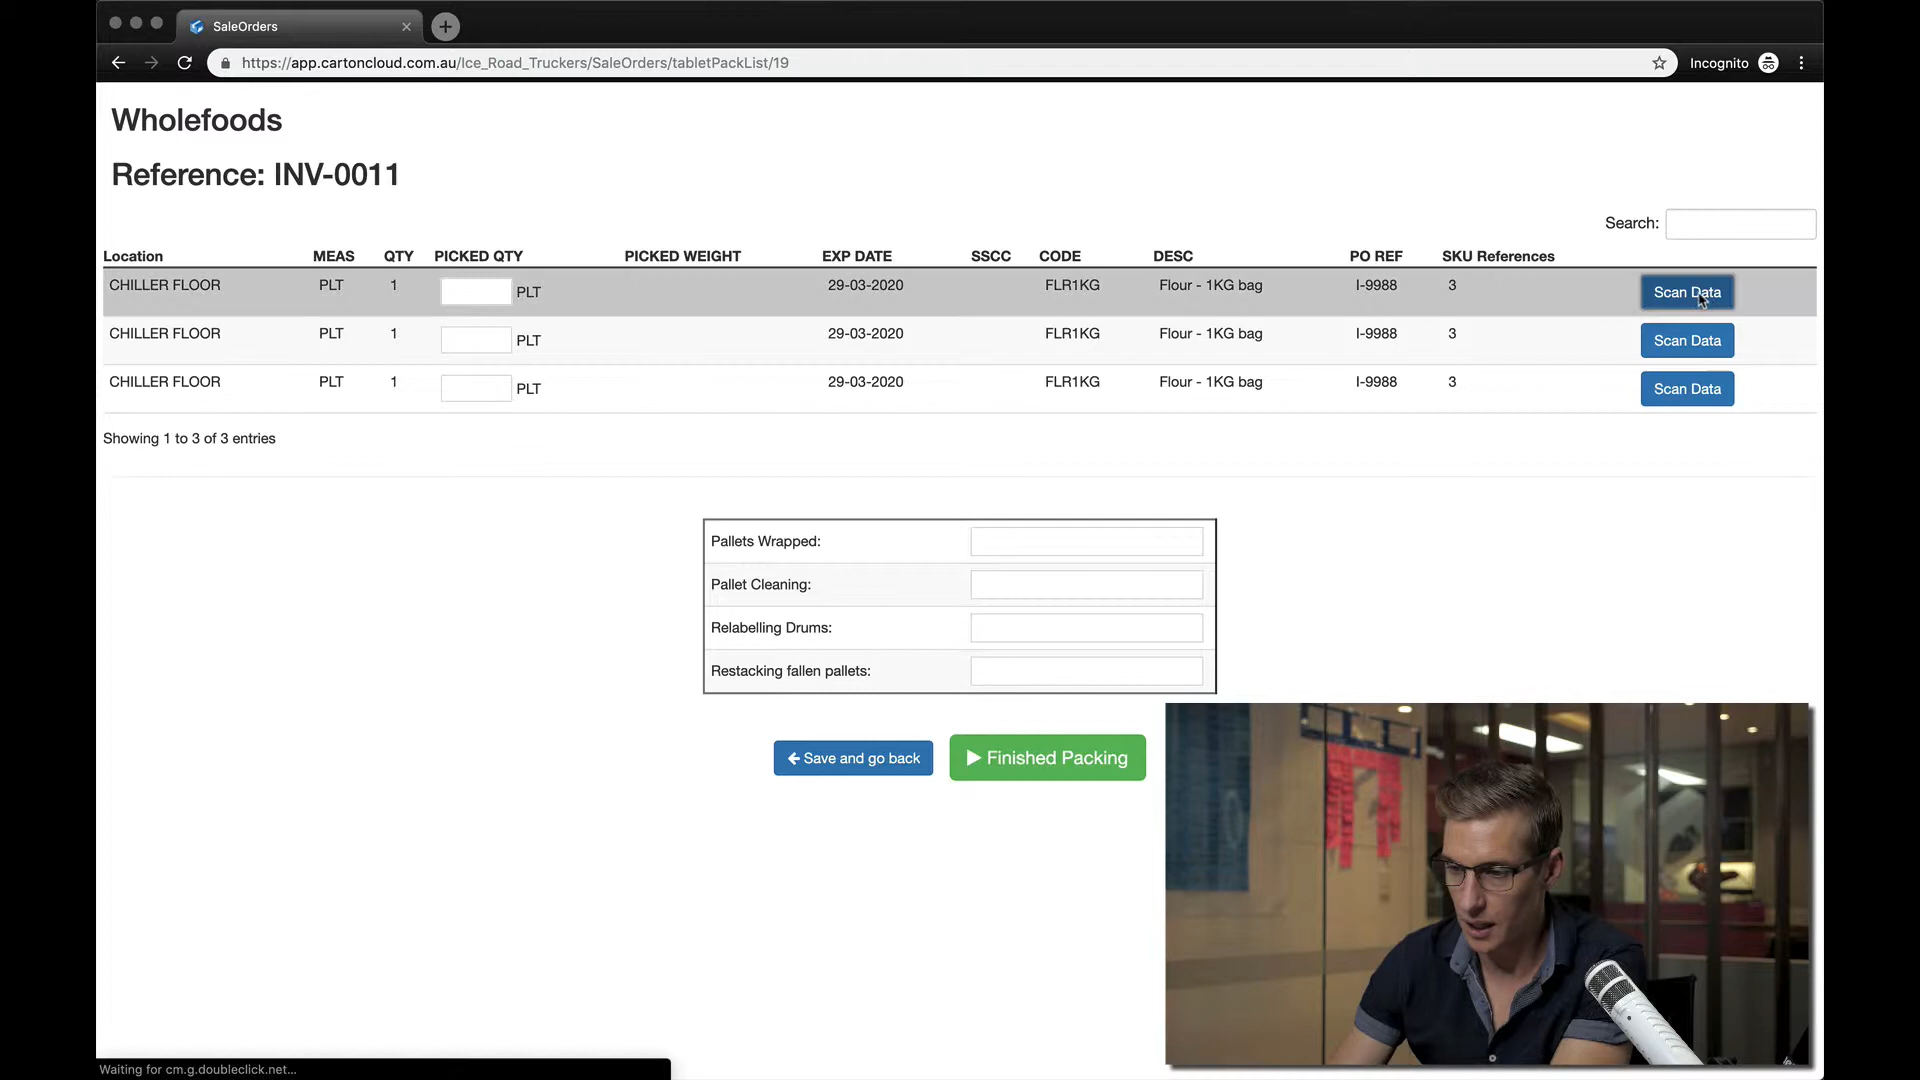 SaleOrders
https://app.cartoncloud.com.au/Ice_Road_Truckers/SaleOrders/tabletPackList/19
Incognito
Wholefoods
Reference: INV-0011
Search:
Location MEAS QTY PICKED QTY PICKED WEIGHT EXP DATE SSCC CODE DESC PO REF SKU References
CHILLER FLOOR PLT 1 PLT 29-03-2020 FLR1KG Flour - 1KG bag I-9988 3 Scan Data
CHILLER FLOOR PLT 1 PLT 29-03-2020 FLR1KG Flour - 1KG bag I-9988 3 Scan Data
CHILLER FLOOR PLT 1 PLT 29-03-2020 FLR1KG Flour - 1KG bag I-9988 3 Scan Data
Showing 1 to 3 of 3 entries
Pallets Wrapped:
Pallet Cleaning:
Relabelling Drums:
Restacking fallen pallets:
Save and go back
Finished Packing
Waiting for cm.g.doubleclick.net...